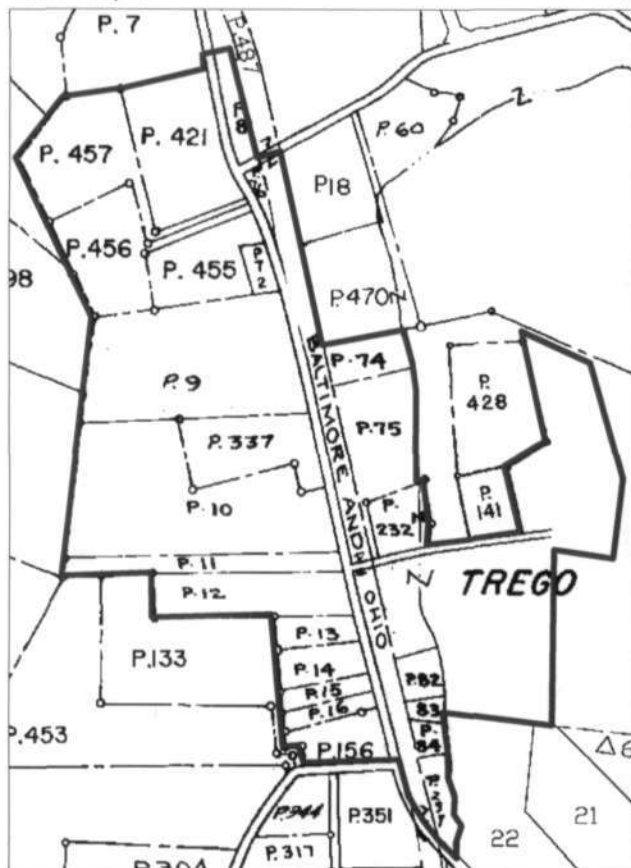 P. 7
P.487
P. 8
P. 60
P. 457
P. 421
P18
P.456
P. 455
P. 72
98
P.470
P. 9
P. 74
P. 428
P. 337
P.75
P. 141
P. 10
P. 232
P. 11
P. 12
BALTIMORE AND OHIO
TREGO
P. 13
P.133
P. 14
P.15
P. 16
P.82
83
P. 84
P.453
P.156
Δ6
P.351
21
22
P.317